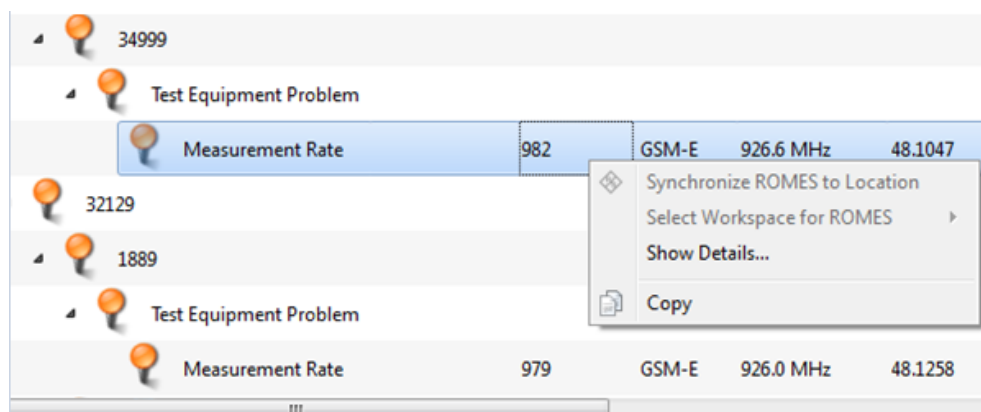 34999
Test Equipment Problem
Measurement Rate 982 GSM-E 926.6 MHz 48.1047
Synchronize ROMES to Location
32129
Select Workspace for ROMES
1889
Show Details...
Test Equipment Problem
Copy
Measurement Rate 979 GSM-E 926.0 MHz 48.1258